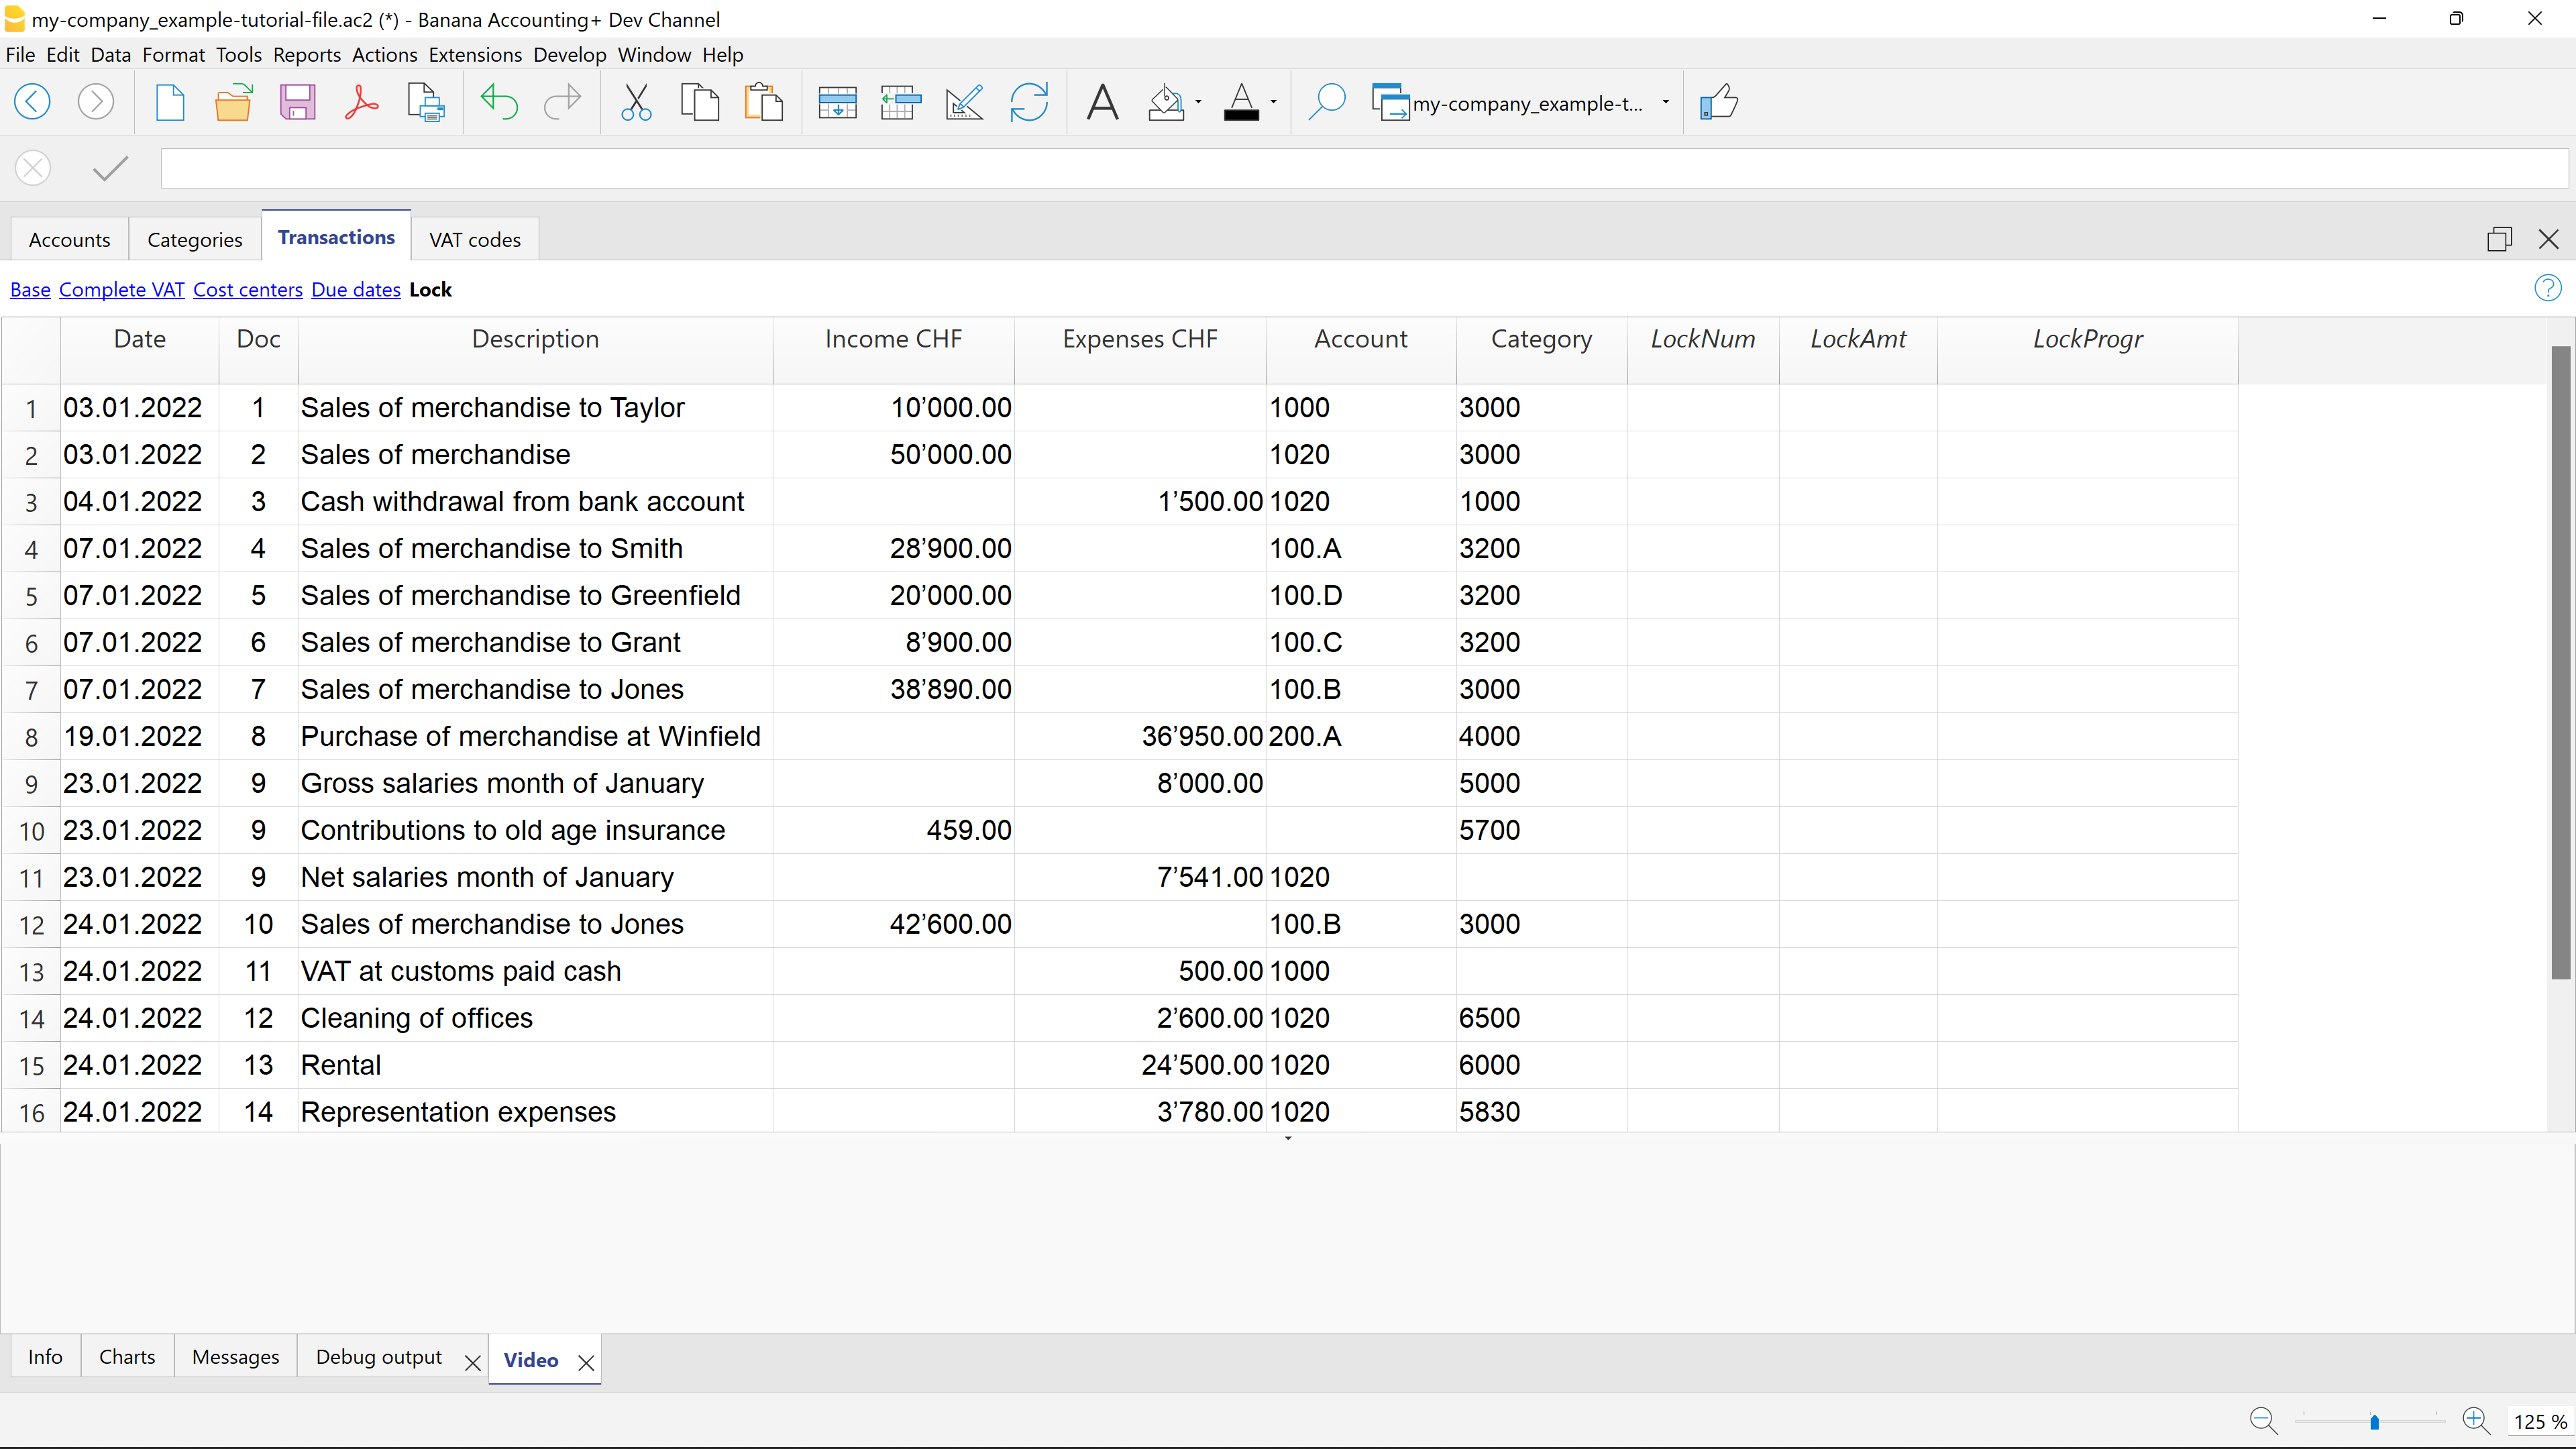 my-company_example-tutorial-file.ac2 (*) - Banana Accounting+ Dev Channel
File Edit Data Format Tools Reports Actions Extensions Develop Window Help
my-company_example-t...
Accounts Categories Transactions VAT codes
Base Complete VAT Cost centers Due dates Lock
Date Doc Description Income CHF Expenses CHF Account Category LockNum LockAmt LockProgr
1 03.01.2022 1 Sales of merchandise to Taylor 10’000.00 1000 3000
2 03.01.2022 2 Sales of merchandise 50’000.00 1020 3000
3 04.01.2022 3 Cash withdrawal from bank account 1’500.00 1020 1000
4 07.01.2022 4 Sales of merchandise to Smith 28’900.00 100.A 3200
5 07.01.2022 5 Sales of merchandise to Greenfield 20’000.00 100.D 3200
6 07.01.2022 6 Sales of merchandise to Grant 8’900.00 100.C 3200
7 07.01.2022 7 Sales of merchandise to Jones 38’890.00 100.B 3000
8 19.01.2022 8 Purchase of merchandise at Winfield 36’950.00 200.A 4000
9 23.01.2022 9 Gross salaries month of January 8’000.00 5000
10 23.01.2022 9 Contributions to old age insurance 459.00 5700
11 23.01.2022 9 Net salaries month of January 7’541.00 1020
12 24.01.2022 10 Sales of merchandise to Jones 42’600.00 100.B 3000
13 24.01.2022 11 VAT at customs paid cash 500.00 1000
14 24.01.2022 12 Cleaning of offices 2’600.00 1020 6500
15 24.01.2022 13 Rental 24’500.00 1020 6000
16 24.01.2022 14 Representation expenses 3’780.00 1020 5830
Info Charts Messages Debug output Video
125 %